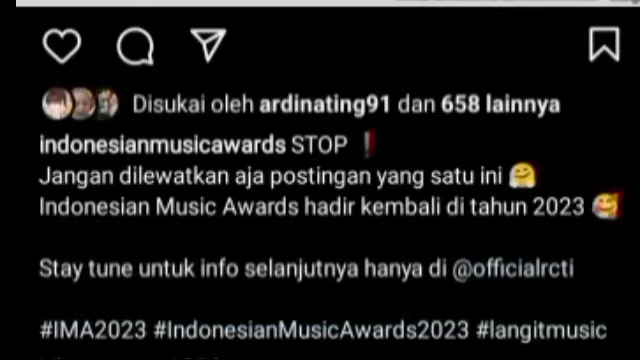 Disukai oleh ardinating91 dan 658 lainnya
indonesianmusicawards STOP ❗
Jangan dilewatkan aja postingan yang satu ini 🤗
Indonesian Music Awards hadir kembali di tahun 2023 🥰
Stay tune untuk info selanjutnya hanya di @officialrcti
#IMA2023 #IndonesianMusicAwards2023 #langitmusic